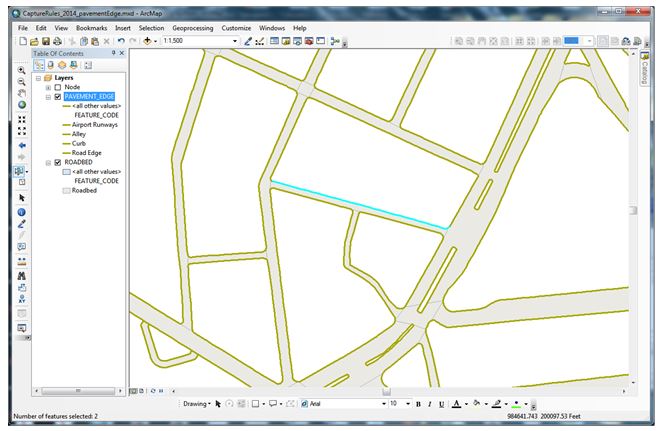 CaptureRules_2014_pavementEdge.mxd - ArcMap
File Edit View Bookmarks Insert Selection Geoprocessing Customize Windows Help
1:1,500
Table Of Contents
Layers
Node
PAVEMENT_EDGE
<all other values>
FEATURE_CODE
Airport Runways
Alley
Curb
Road Edge
ROADBED
<all other values>
FEATURE_CODE
Roadbed
Catalog
Drawing
Arial
10
B I U A
Number of features selected: 2
984641.743 200097.53 Feet